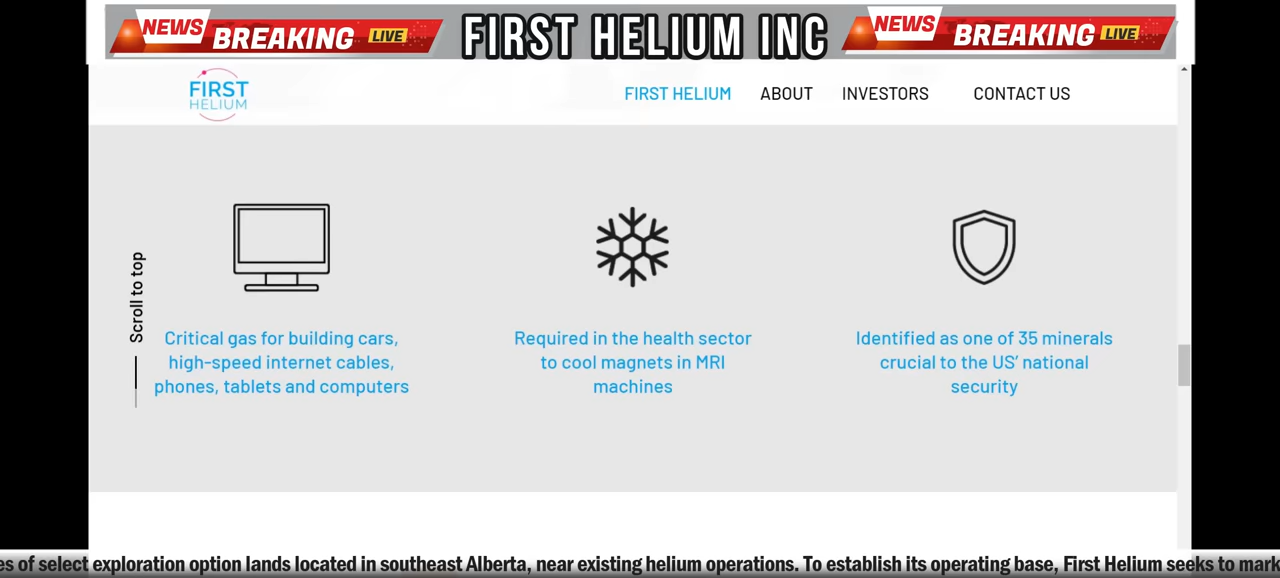 NEWS
BREAKING LIVE
FIRST HELIUM INC
NEWS
BREAKING LIVE
FIRST
HELIUM
FIRST HELIUM ABOUT INVESTORS CONTACT US
Scroll to top
Critical gas for building cars,
high-speed internet cables,
phones, tablets and computers
Required in the health sector
to cool magnets in MRI
machines
Identified as one of 35 minerals
crucial to the US' national
security
es of select exploration option lands located in southeast Alberta, near existing helium operations. To establish its operating base, First Helium seeks to mark